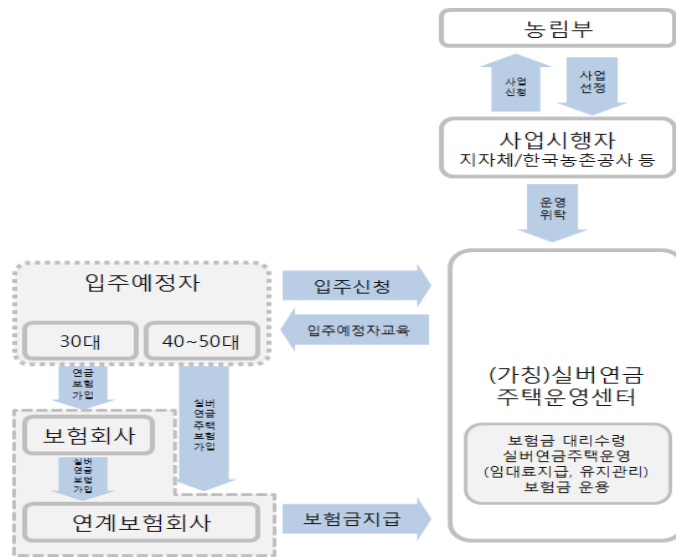 농림부
사업
신청
사업
선정
사업시행자
지자체/한국농촌공사 등
운영
위탁
입주예정자
30대
40~50대
입주신청
입주예정자교육
연금
보험
가입
실버
연금
주택
보험
가입
보험회사
연금
보험
가입
연계보험회사
보험금지급
(가칭)실버연금
주택운영센터
보험금 대리수령
실버연금주택운영
(임대료지급, 유지관리)
보험금 운용